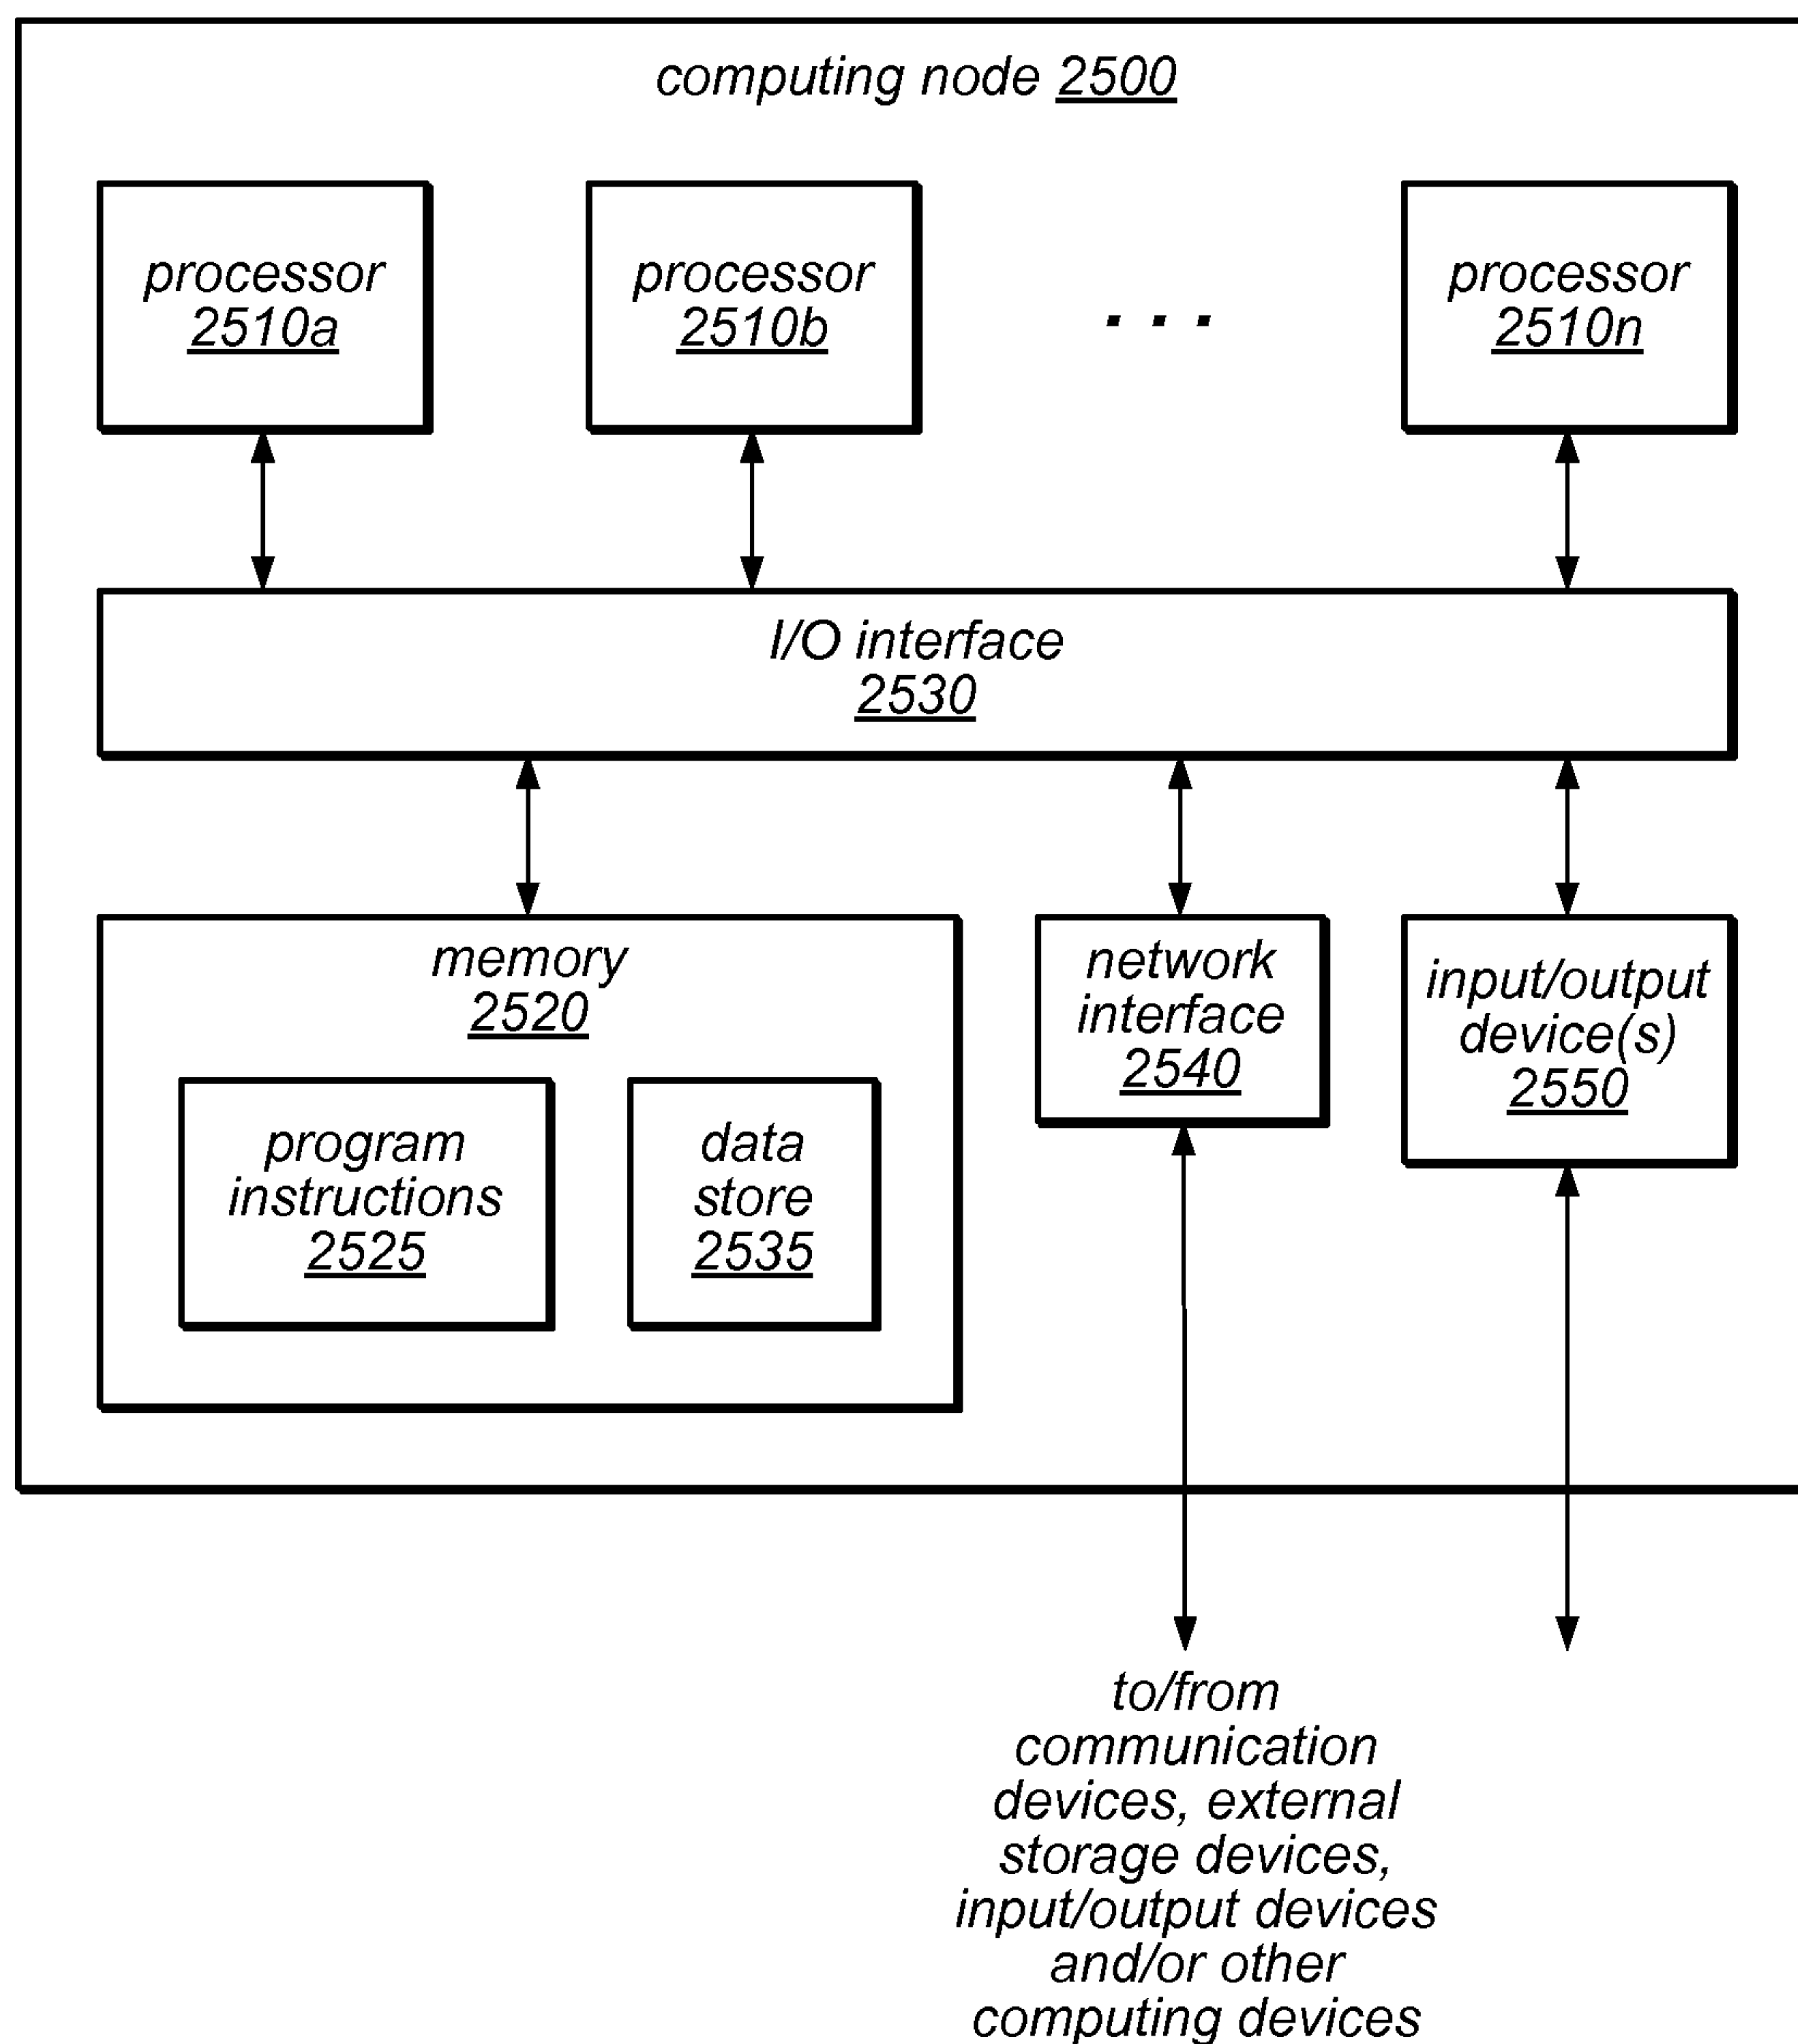 computing node 2500
processor
2510a
processor
2510b
. . .
processor
2510n
I/O interface
2530
memory
2520
program
instructions
2525
data
store
2535
network
interface
2540
input/output
device(s)
2550
to/from
communication
devices, external
storage devices,
input/output devices
and/or other
computing devices